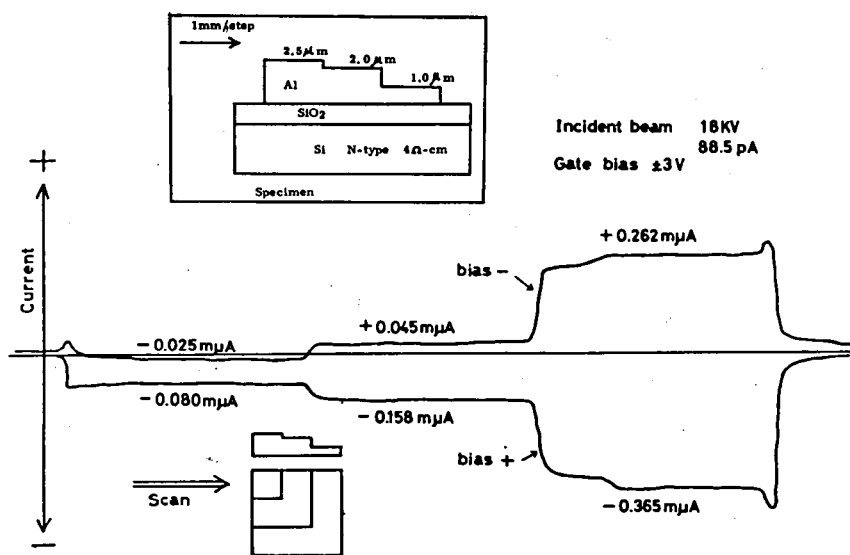 1mm/step
2.5μm
2.0μm
1.0μm
Al
SiO2
Si N-type 4Ω-cm
Specimen
Incident beam 18KV
88.5 pA
Gate bias ±3V
+
Current
−
+0.262mμA
bias −
+0.045mμA
−0.025mμA
−0.080mμA
−0.158mμA
bias +
−0.365mμA
Scan